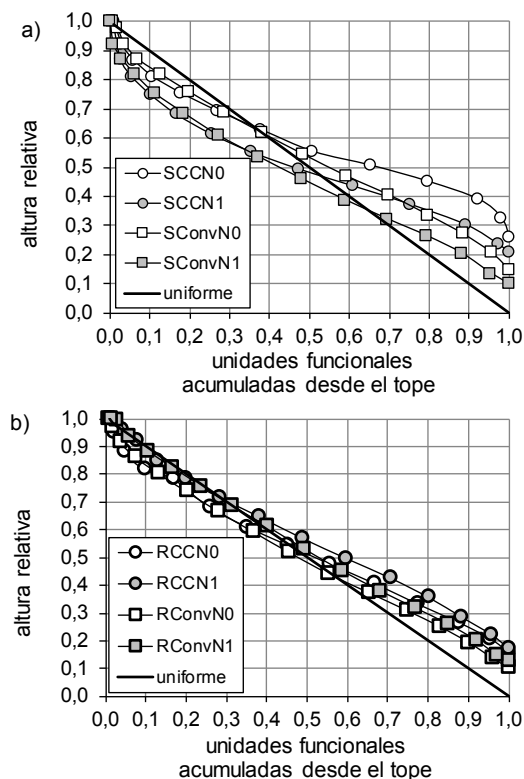 a)
1,0
0,9
0,8
0,7
0,6
0,5
0,4
0,3
0,2
0,1
0,0
altura relativa
SCCN0
SCCN1
SConvN0
SConvN1
uniforme
0,0 0,1 0,2 0,3 0,4 0,5 0,6 0,7 0,8 0,9 1,0
unidades funcionales
acumuladas desde el tope
b)
1,0
0,9
0,8
0,7
0,6
0,5
0,4
0,3
0,2
0,1
0,0
altura relativa
RCCN0
RCCN1
RConvN0
RConvN1
uniforme
0,0 0,1 0,2 0,3 0,4 0,5 0,6 0,7 0,8 0,9 1,0
unidades funcionales
acumuladas desde el tope